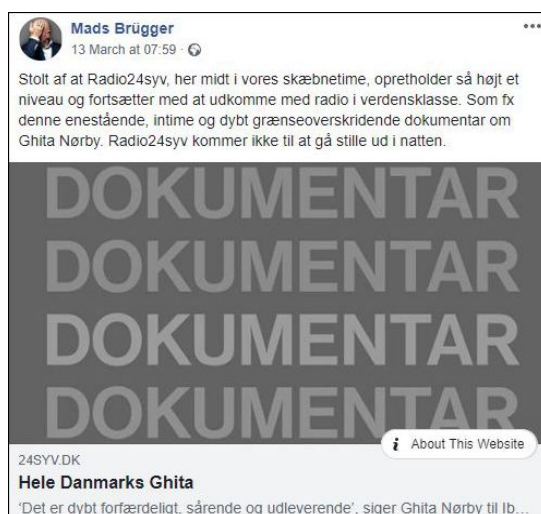 Mads Brügger
13 March at 07:59 ·
Stolt af at Radio24syv, her midt i vores skæbnetime, opretholder så højt et
niveau og fortsætter med at udkomme med radio i verdensklasse. Som fx
denne enestående, intime og dybt grænseoverskridende dokumentar om
Ghita Nørby. Radio24syv kommer ikke til at gå stille ud i natten.
DOKUMENTAR
DOKUMENTAR
DOKUMENTAR
DOKUMENTAR
i About This Website
24SYV.DK
Hele Danmarks Ghita
'Det er dybt forfærdeligt, sårende og udleverende', siger Ghita Nørby til Ib...